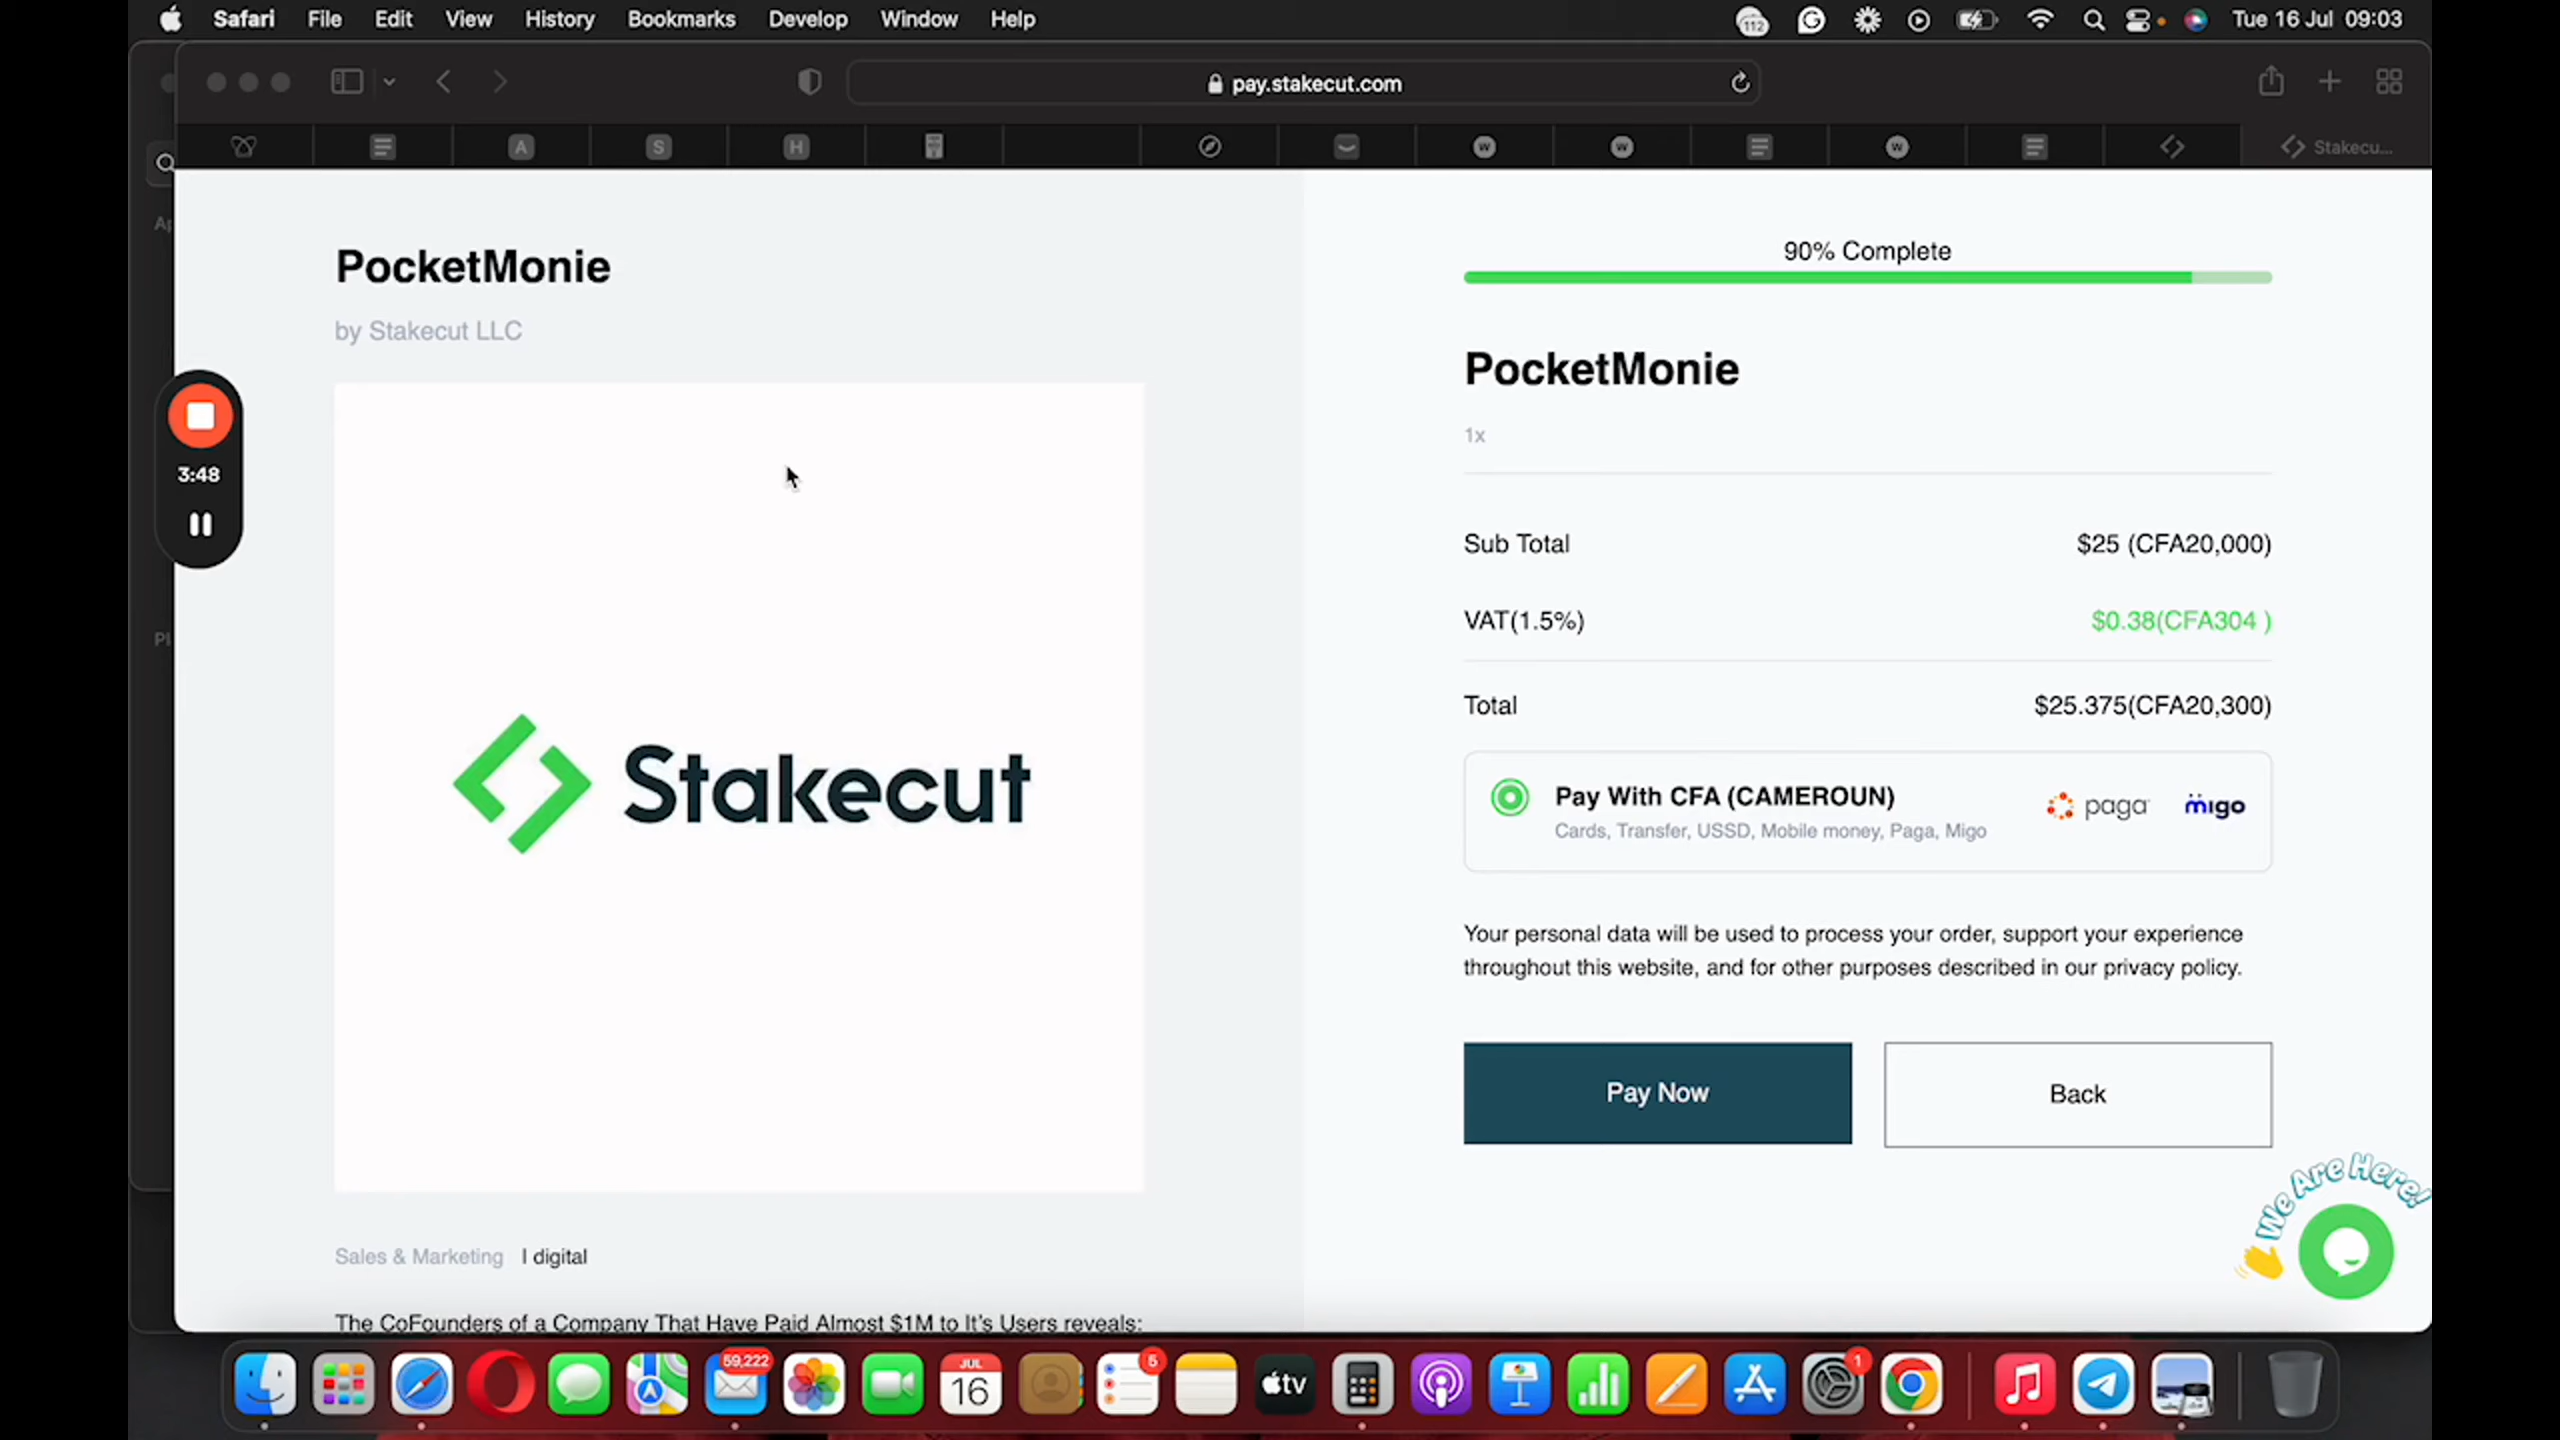 Safari File Edit View History Bookmarks Develop Window Help
112
Tue 16 Jul 09:03
pay.stakecut.com
A
S
H
W
W
W
Stakecu...
PocketMonie
by Stakecut LLC
3:48
Stakecut
Sales & Marketing | digital
The CoFounders of a Company That Have Paid Almost $1M to It's Users reveals:
90% Complete
PocketMonie
1x
Sub Total $25 (CFA20,000)
VAT(1.5%) $0.38(CFA304 )
Total $25.375(CFA20,300)
Pay With CFA (CAMEROUN)
Cards, Transfer, USSD, Mobile money, Paga, Migo
paga migo
Your personal data will be used to process your order, support your experience
throughout this website, and for other purposes described in our privacy policy.
Pay Now Back
We Are Here!
59,222
JUL
16
5
tv
1